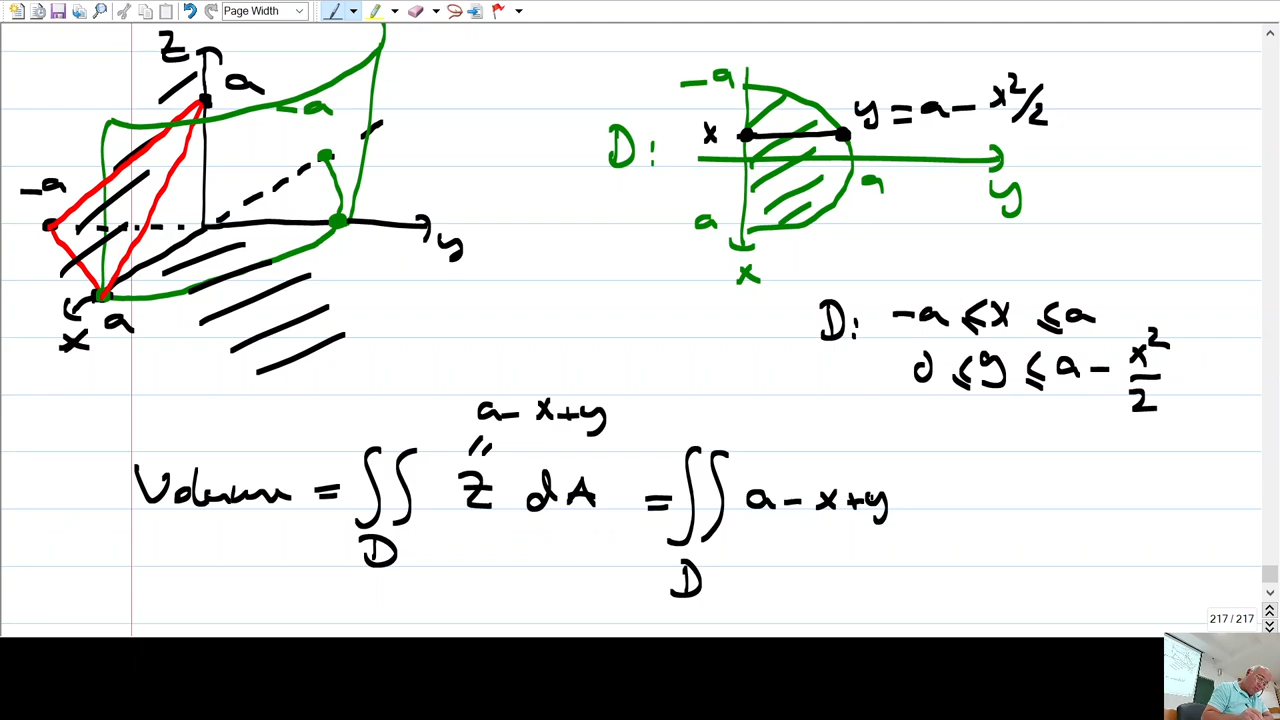 Page Width
z
a
-a
-a
y
x
a
D:
-a
x
y = a - x²/2
a
y
a
x
D: -a ≤ x ≤ a
0 ≤ y ≤ a - x²/2
a - x + y
Volume = ∬ z dA = ∬ a - x + y
D D
217 / 217